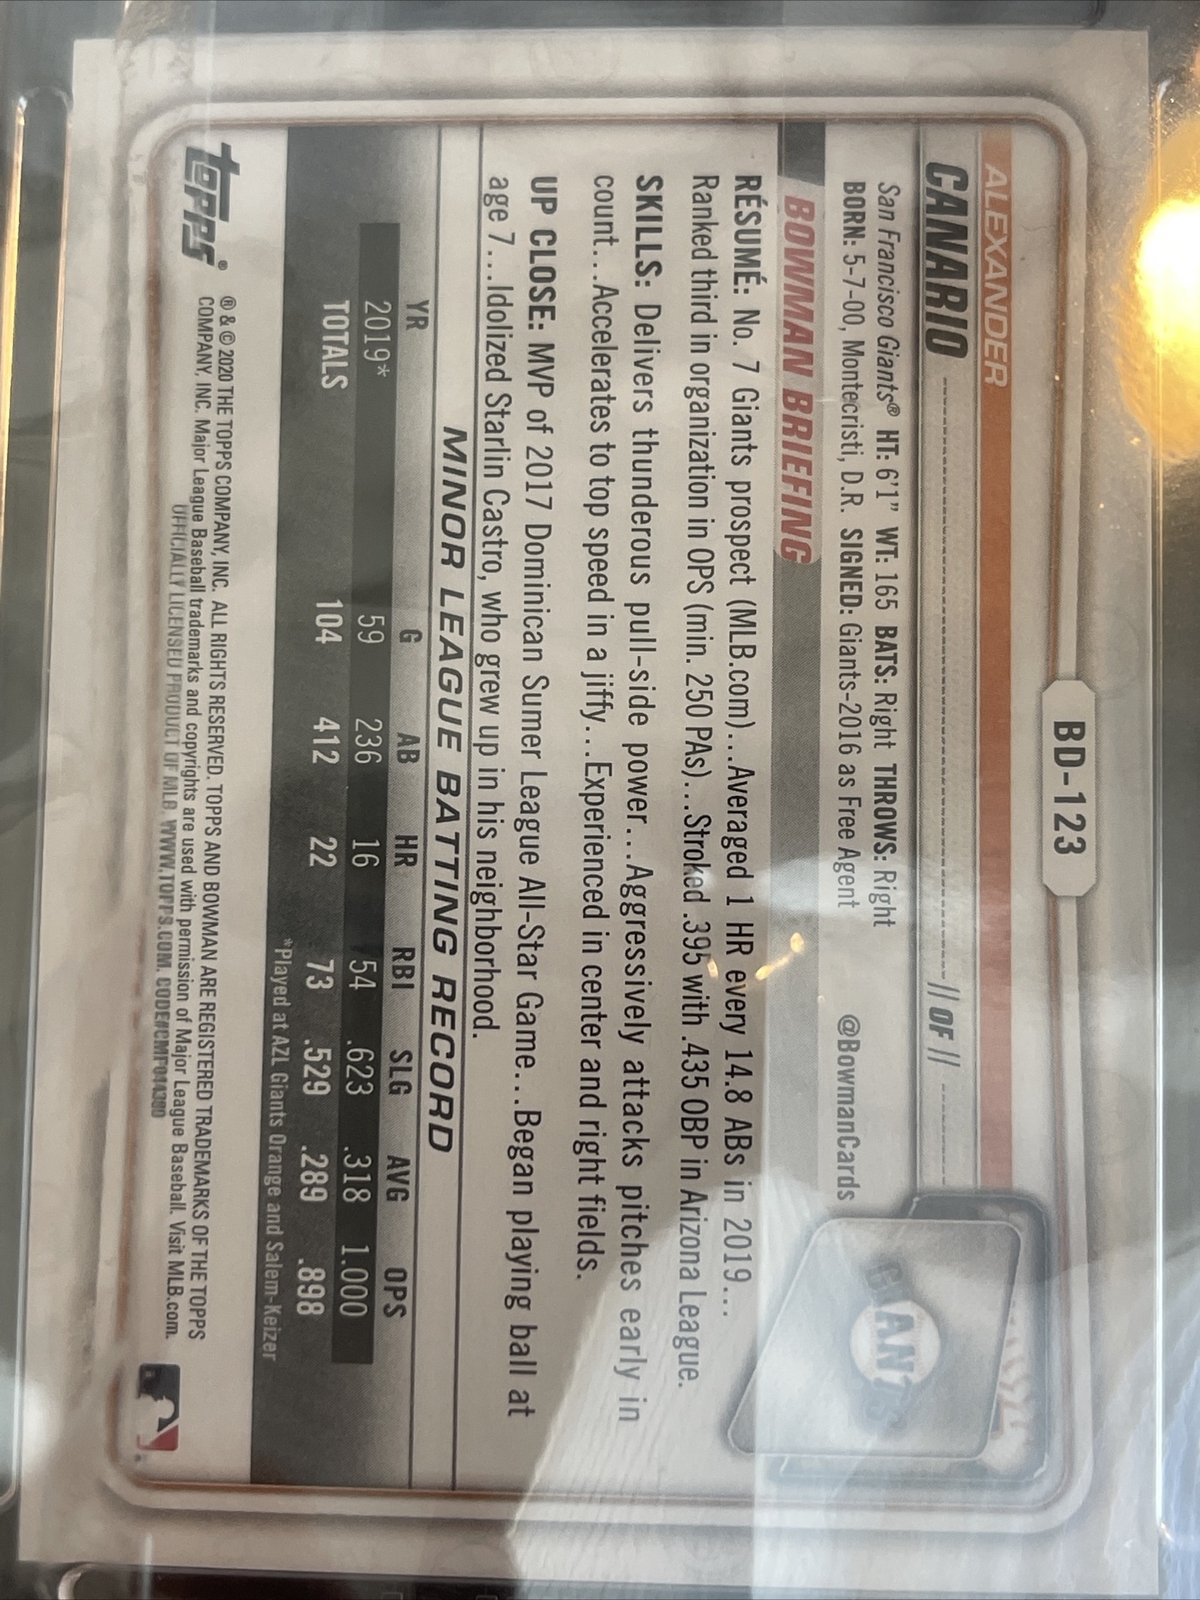 BD-123
ALEXANDER
CANARIO // OF //
San Francisco Giants® HT: 6'1" WT: 165 BATS: Right THROWS: Right
BORN: 5-7-00, Montecristi, D.R. SIGNED: Giants-2016 as Free Agent @BowmanCards
GIANTS
BOWMAN BRIEFING
RÉSUMÉ: No. 7 Giants prospect (MLB.com)...Averaged 1 HR every 14.8 ABs in 2019...
Ranked third in organization in OPS (min. 250 PAs)...Stroked .395 with .435 OBP in Arizona League.
SKILLS: Delivers thunderous pull-side power...Aggressively attacks pitches early in
count...Accelerates to top speed in a jiffy...Experienced in center and right fields.
UP CLOSE: MVP of 2017 Dominican Sumer League All-Star Game...Began playing ball at
age 7...Idolized Starlin Castro, who grew up in his neighborhood.
MINOR LEAGUE BATTING RECORD
YR G AB HR RBI SLG AVG OPS
2019* 59 236 16 54 .623 .318 1.000
TOTALS 104 412 22 73 .529 .289 .898
*Played at AZL Giants Orange and Salem-Keizer
topps®
® & © 2020 THE TOPPS COMPANY, INC. ALL RIGHTS RESERVED. TOPPS AND BOWMAN ARE REGISTERED TRADEMARKS OF THE TOPPS
COMPANY, INC. Major League Baseball trademarks and copyrights are used with permission of Major League Baseball. Visit MLB.com.
OFFICIALLY LICENSED PRODUCT OF MLB WWW.TOPPS.COM. CODE#CMP044380